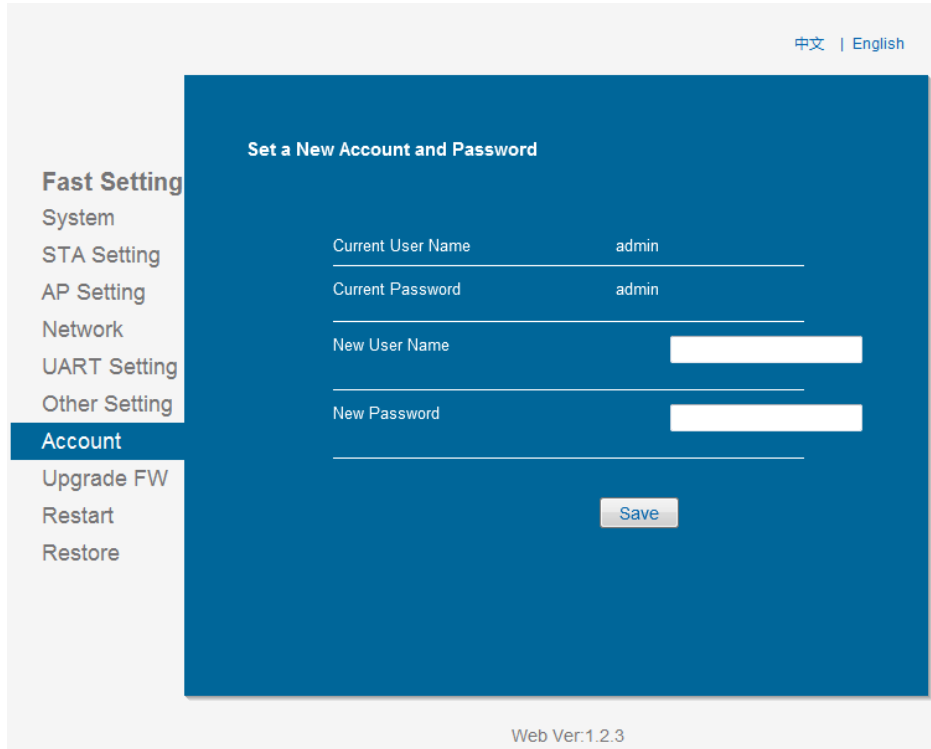 中文 | English
Set a New Account and Password
Fast Setting
System
STA Setting
AP Setting
Network
UART Setting
Other Setting
Account
Upgrade FW
Restart
Restore
Current User Name admin
Current Password admin
New User Name
New Password
Save
Web Ver:1.2.3